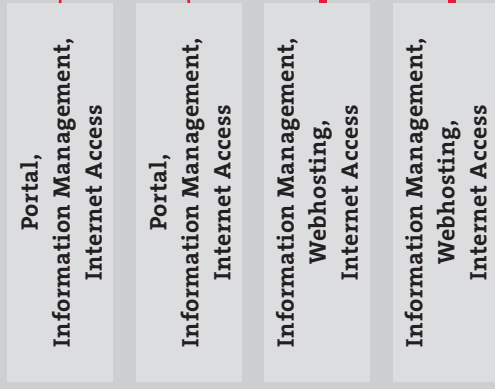 Portal,
Information Management,
Internet Access
Portal,
Information Management,
Internet Access
Information Management,
Webhosting,
Internet Access
Information Management,
Webhosting,
Internet Access